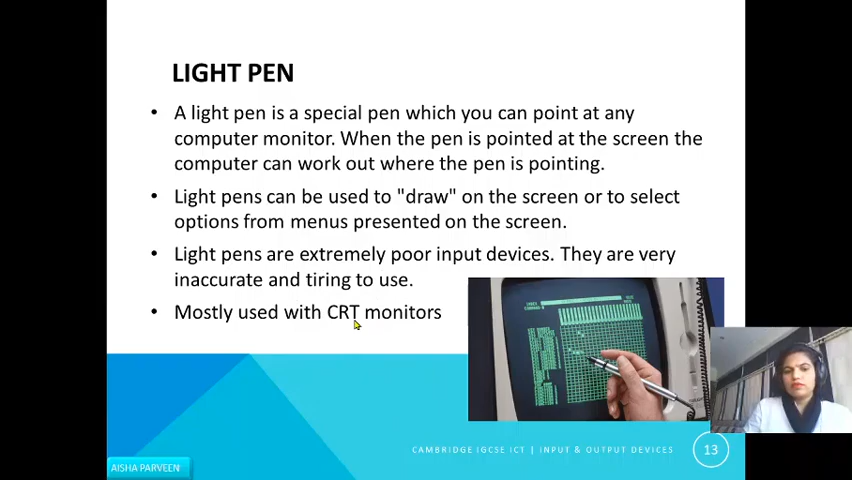 LIGHT PEN
• A light pen is a special pen which you can point at any
computer monitor. When the pen is pointed at the screen the
computer can work out where the pen is pointing.
• Light pens can be used to "draw" on the screen or to select
options from menus presented on the screen.
• Light pens are extremely poor input devices. They are very
inaccurate and tiring to use.
• Mostly used with CRT monitors
CAMBRIDGE IGCSE ICT | INPUT & OUTPUT DEVICES
13
AISHA PARVEEN